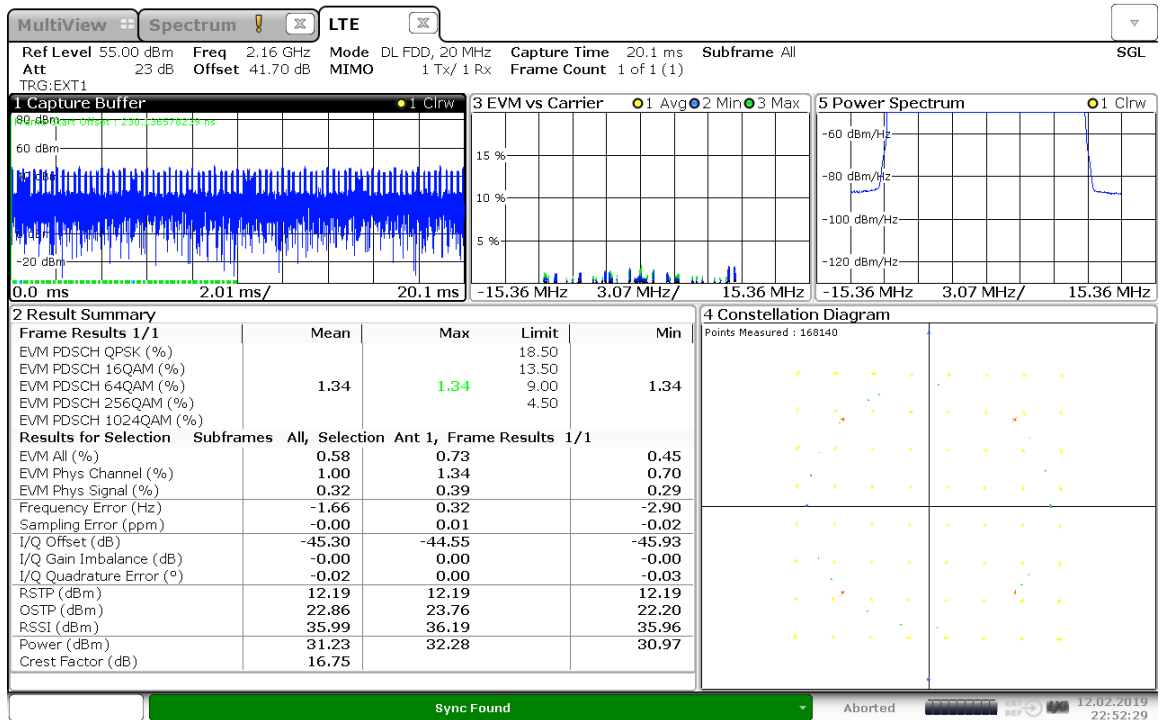 MultiView Spectrum LTE
Ref Level 55.00 dBm Freq 2.16 GHz Mode DL FDD, 20 MHz Capture Time 20.1 ms Subframe All SGL
Att 23 dB Offset 41.70 dB MIMO 1 Tx/ 1 Rx Frame Count 1 of 1 (1)
TRG:EXT1
1 Capture Buffer 1 Clrw
80 dBm
Frame Start Offset : 230.136578239 ns
60 dBm
-20 dBm
0.0 ms 2.01 ms/ 20.1 ms
3 EVM vs Carrier 1 Avg 2 Min 3 Max
15 %
10 %
5 %
-15.36 MHz 3.07 MHz/ 15.36 MHz
5 Power Spectrum 1 Clrw
-60 dBm/Hz
-80 dBm/Hz
-100 dBm/Hz
-120 dBm/Hz
-15.36 MHz 3.07 MHz/ 15.36 MHz
2 Result Summary
Frame Results 1/1 Mean Max Limit Min
EVM PDSCH QPSK (%) 18.50
EVM PDSCH 16QAM (%) 13.50
EVM PDSCH 64QAM (%) 1.34 1.34 9.00 1.34
EVM PDSCH 256QAM (%) 4.50
EVM PDSCH 1024QAM (%)
Results for Selection Subframes All, Selection Ant 1, Frame Results 1/1
EVM All (%) 0.58 0.73 0.45
EVM Phys Channel (%) 1.00 1.34 0.70
EVM Phys Signal (%) 0.32 0.39 0.29
Frequency Error (Hz) -1.66 0.32 -2.90
Sampling Error (ppm) -0.00 0.01 -0.02
I/Q Offset (dB) -45.30 -44.55 -45.93
I/Q Gain Imbalance (dB) -0.00 0.00 -0.00
I/Q Quadrature Error (°) -0.02 0.00 -0.03
RSTP (dBm) 12.19 12.19 12.19
OSTP (dBm) 22.86 23.76 22.20
RSSI (dBm) 35.99 36.19 35.96
Power (dBm) 31.23 32.28 30.97
Crest Factor (dB) 16.75
4 Constellation Diagram
Points Measured : 168140
Sync Found Aborted EXT REF 12.02.2019
22:52:29